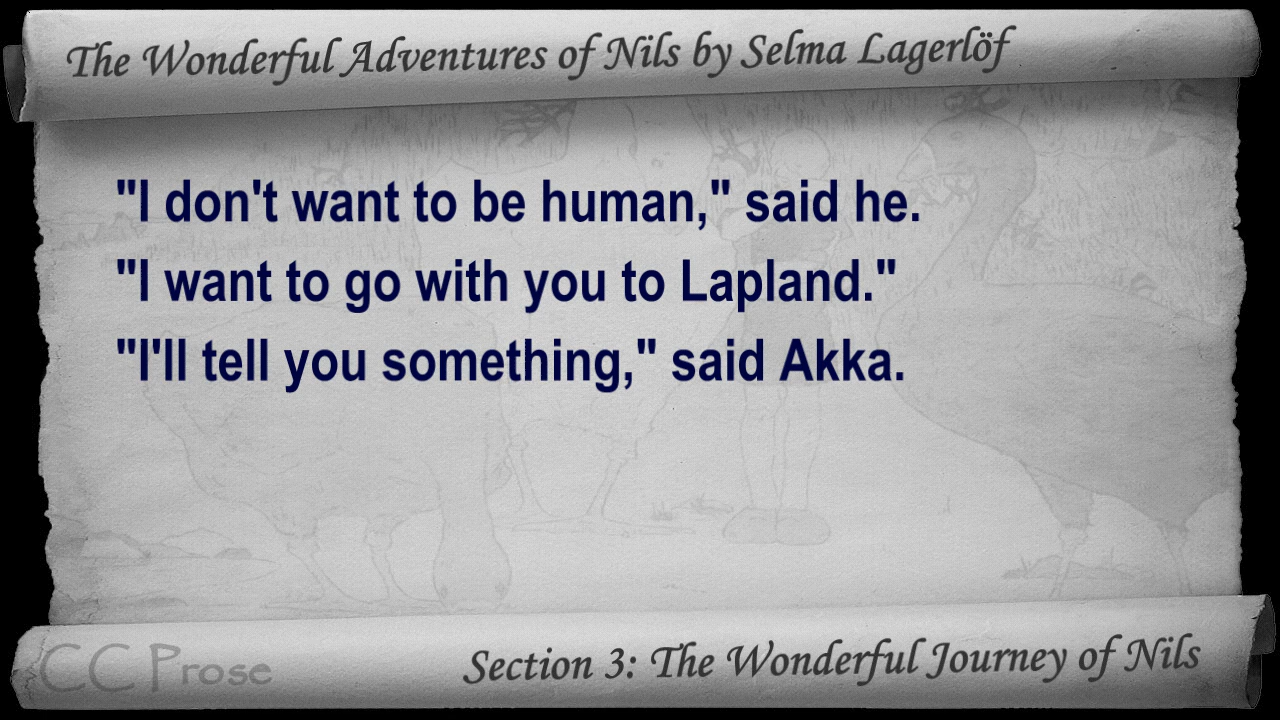 The Wonderful Adventures of Nils by Selma Lagerlöf
"I don't want to be human," said he.
"I want to go with you to Lapland."
"I'll tell you something," said Akka.
CC Prose
Section 3: The Wonderful Journey of Nils